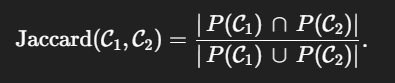 Jaccard(𝒞₁, 𝒞₂) = |P(𝒞₁) ∩ P(𝒞₂)| / |P(𝒞₁) ∪ P(𝒞₂)|.